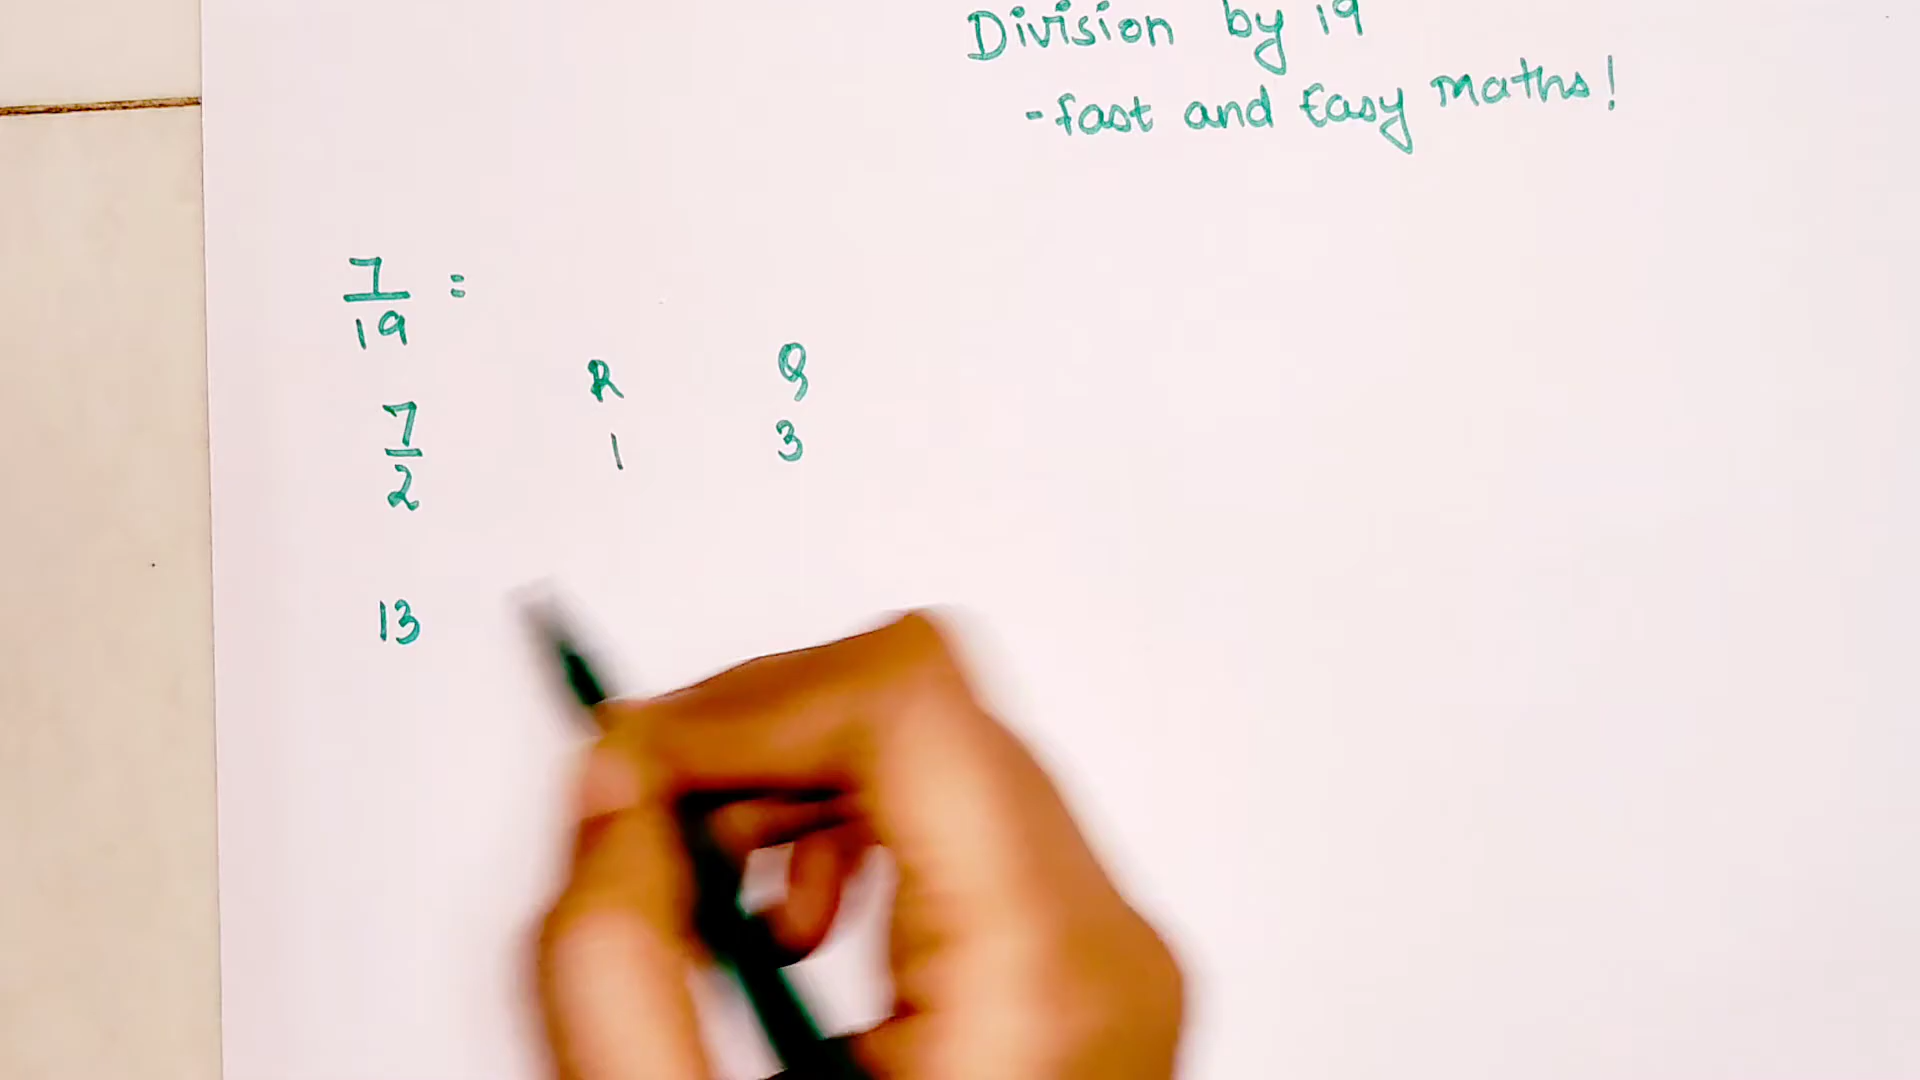 Division by 19
-fast and Easy Maths!
7
19
=
R Q
7
2
1 3
13